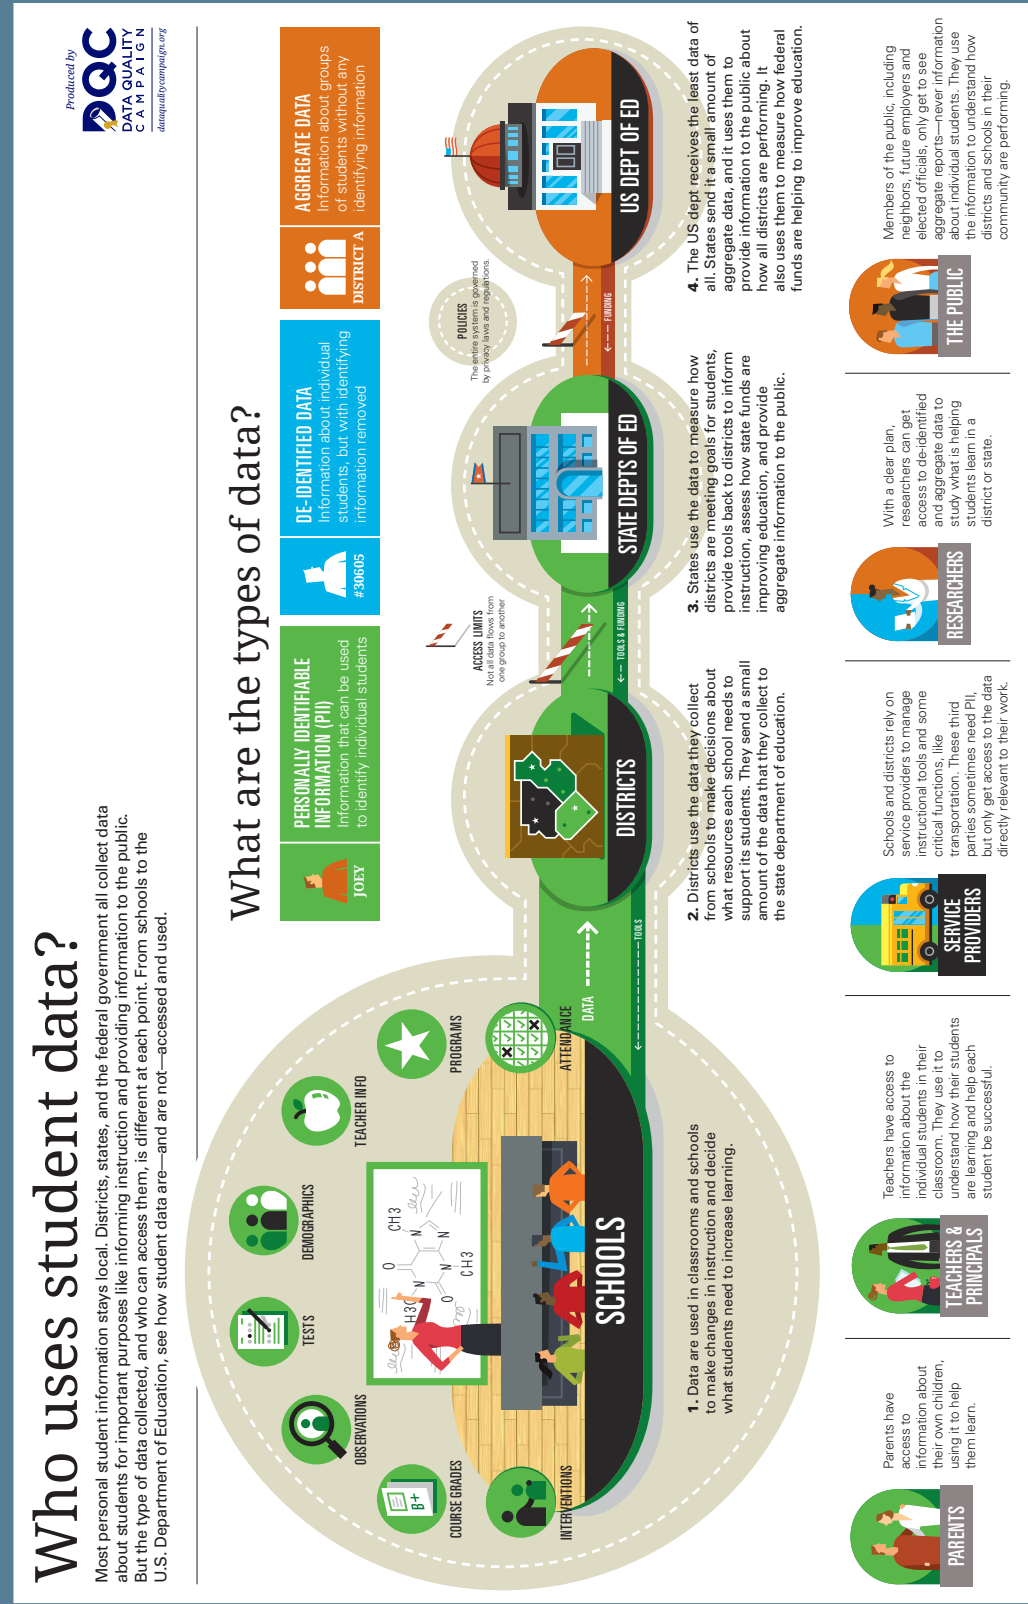 Who uses student data?
Produced by
DQC
DATA QUALITY
CAMPAIGN
dataqualitycampaign.org
Most personal student information stays local. Districts, states, and the federal government all collect data
about students for important purposes like informing instruction and providing information to the public.
But the type of data collected, and who can access them, is different at each point. From schools to the
U.S. Department of Education, see how student data are—and are not—accessed and used.
What are the types of data?
JOEY
PERSONALLY IDENTIFIABLE
INFORMATION (PII)
Information that can be used
to identify individual students
#30605
DE-IDENTIFIED DATA
Information about individual
students, but with identifying
information removed
DISTRICT A
AGGREGATE DATA
Information about groups
of students without any
identifying information
INTERVENTIONS
COURSE GRADES
B+
OBSERVATIONS
TESTS
DEMOGRAPHICS
TEACHER INFO
PROGRAMS
ATTENDANCE
H3C
O
CH3
N
N
O
N
N
CH3
SCHOOLS
DATA
TOOLS
DISTRICTS
ACCESS LIMITS
Not all data flows from
one group to another
TOOLS & FUNDING
STATE DEPTS OF ED
POLICIES
The entire system is governed
by privacy laws and regulations.
FUNDING
US DEPT OF ED
1. Data are used in classrooms and schools
to make changes in instruction and decide
what students need to increase learning.
2. Districts use the data they collect
from schools to make decisions about
what resources each school needs to
support its students. They send a small
amount of the data that they collect to
the state department of education.
3. States use the data to measure how
districts are meeting goals for students,
provide tools back to districts to inform
instruction, assess how state funds are
improving education, and provide
aggregate information to the public.
4. The US dept receives the least data of
all. States send it a small amount of
aggregate data, and it uses them to
provide information to the public about
how all districts are performing. It
also uses them to measure how federal
funds are helping to improve education.
PARENTS
Parents have
access to
information about
their own children,
using it to help
them learn.
TEACHERS &
PRINCIPALS
Teachers have access to
information about the
individual students in their
classroom. They use it to
understand how their students
are learning and help each
student be successful.
SERVICE
PROVIDERS
Schools and districts rely on
service providers to manage
instructional tools and some
critical functions, like
transportation. These third
parties sometimes need PII,
but only get access to the data
directly relevant to their work.
RESEARCHERS
With a clear plan,
researchers can get
access to de-identified
and aggregate data to
study what is helping
students learn in a
district or state.
THE PUBLIC
Members of the public, including
neighbors, future employers and
elected officials, only get to see
aggregate reports—never information
about individual students. They use
the information to understand how
districts and schools in their
community are performing.